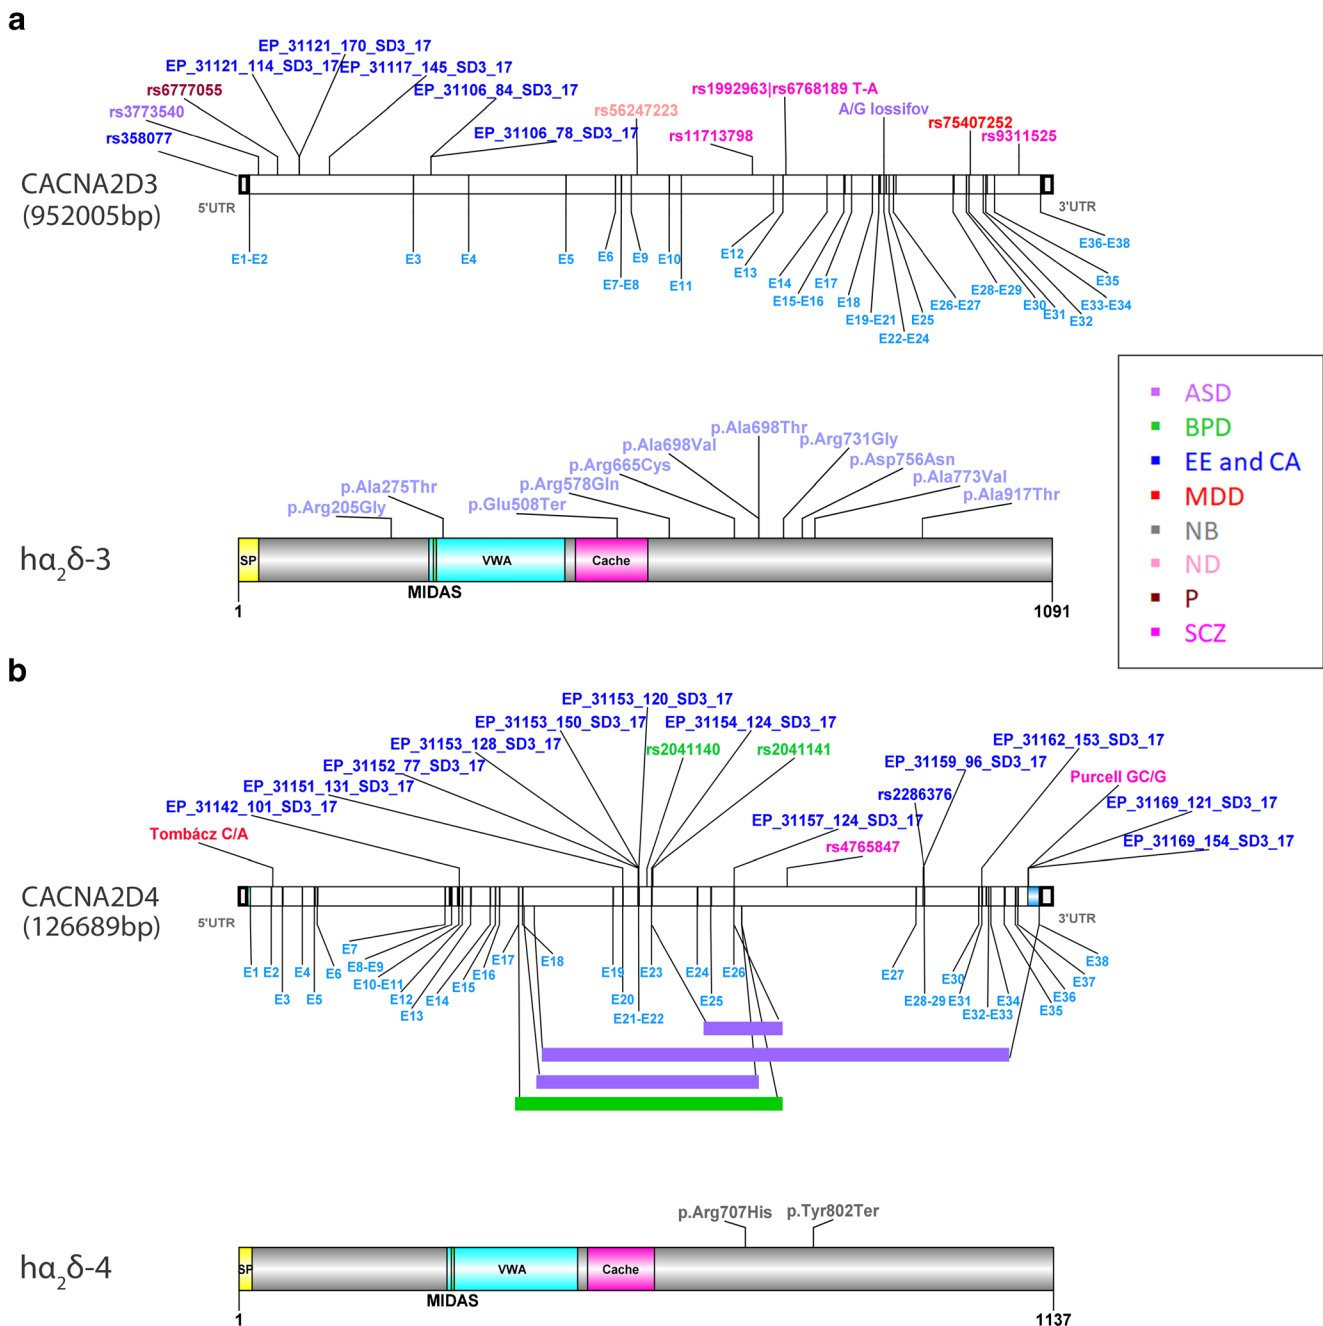 a
EP_31121_170_SD3_17
EP_31121_114_SD3_17
EP_31117_145_SD3_17
rs6777055
EP_31106_84_SD3_17
rs1992963|rs6768189 T-A
rs3773540
rs56247223
A/G Iossifov
rs358077
EP_31106_78_SD3_17
rs11713798
rs75407252
rs9311525
CACNA2D3
(952005bp)
5'UTR
3'UTR
E1-E2
E3
E4
E5
E6
E7-E8
E9
E10
E11
E12
E13
E14
E15-E16
E17
E18
E19-E21
E22-E24
E25
E26-E27
E28-E29
E30
E31
E32
E33-E34
E35
E36-E38
ASD
BPD
EE and CA
MDD
NB
ND
P
SCZ
p.Arg205Gly
p.Ala275Thr
p.Glu508Ter
p.Arg578Gln
p.Arg665Cys
p.Ala698Val
p.Ala698Thr
p.Arg731Gly
p.Asp756Asn
p.Ala773Val
p.Ala917Thr
hα2δ-3
SP
VWA
Cache
MIDAS
1
1091
b
EP_31153_120_SD3_17
EP_31153_150_SD3_17
EP_31154_124_SD3_17
EP_31153_128_SD3_17
rs2041140
rs2041141
EP_31162_153_SD3_17
EP_31152_77_SD3_17
EP_31159_96_SD3_17
EP_31151_131_SD3_17
rs2286376
Purcell GC/G
EP_31142_101_SD3_17
EP_31157_124_SD3_17
EP_31169_121_SD3_17
Tombácz C/A
rs4765847
EP_31169_154_SD3_17
CACNA2D4
(126689bp)
5'UTR
3'UTR
E1
E2
E3
E4
E5
E6
E7
E8-E9
E10-E11
E12
E13
E14
E15
E16
E17
E18
E19
E20
E21-E22
E23
E24
E25
E26
E27
E28-29
E30
E31
E32-E33
E34
E35
E36
E37
E38
p.Arg707His
p.Tyr802Ter
hα2δ-4
SP
VWA
Cache
MIDAS
1
1137